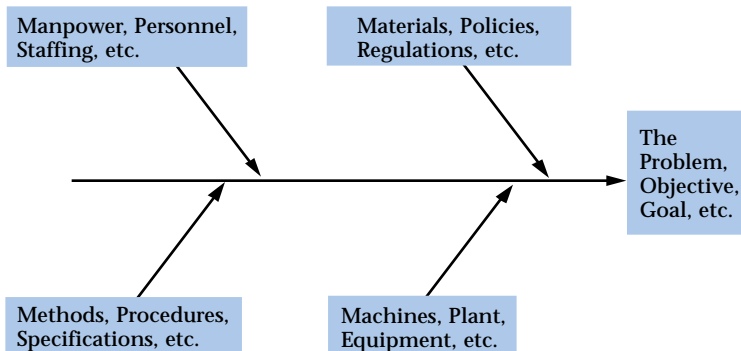 Manpower, Personnel,
Staffing, etc.
Materials, Policies,
Regulations, etc.
The
Problem,
Objective,
Goal, etc.
Methods, Procedures,
Specifications, etc.
Machines, Plant,
Equipment, etc.